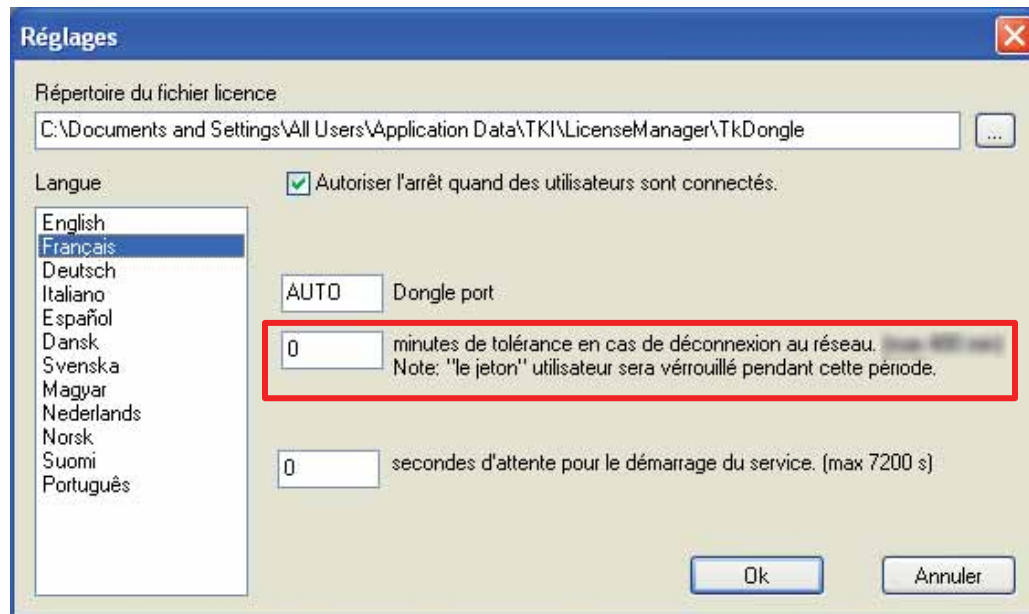 Réglages
Répertoire du fichier licence
C:\Documents and Settings\All Users\Application Data\TKI\LicenseManager\TkDongle
...
Langue
Autoriser l'arrêt quand des utilisateurs sont connectés.
English
Français
Deutsch
Italiano
Español
Dansk
Svenska
Magyar
Nederlands
Norsk
Suomi
Português
AUTO
Dongle port
0
minutes de tolérance en cas de déconnexion au réseau.
Note: "le jeton" utilisateur sera vérrouillé pendant cette période.
0
secondes d'attente pour le démarrage du service. (max 7200 s)
Ok
Annuler